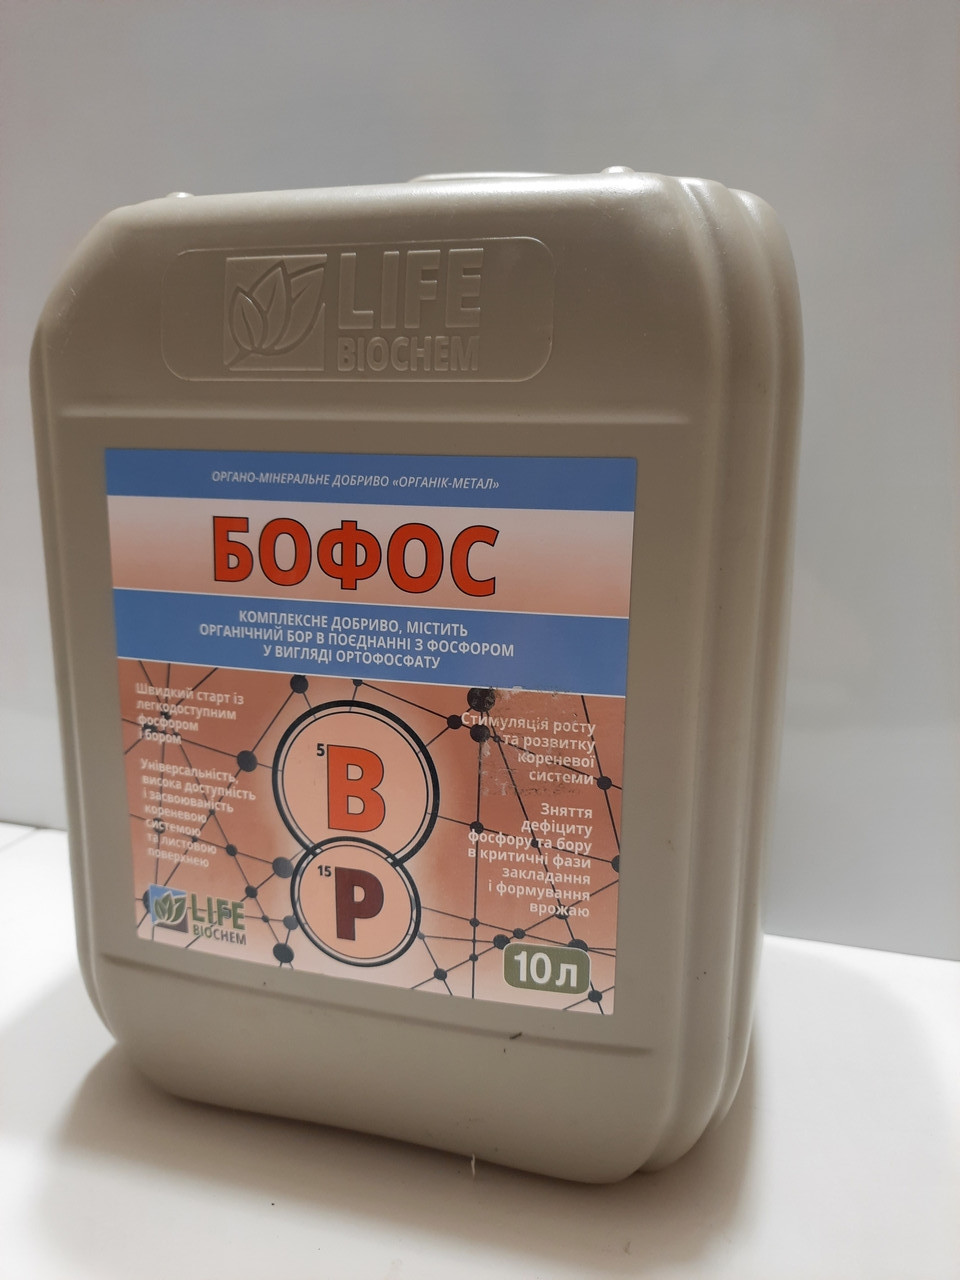 LIFE
BIOCHEM
ОРГАНО-МІНЕРАЛЬНЕ ДОБРИВО «ОРГАНІК-МЕТАЛ»
БОФОС
КОМПЛЕКСНЕ ДОБРИВО, МІСТИТЬ
ОРГАНІЧНИЙ БОР В ПОЄДНАННІ З ФОСФОРОМ
У ВИГЛЯДІ ОРТОФОСФАТУ
Швидкий старт із
легкодоступним
фосфором
і бором
Універсальність,
висока доступність
і засвоюваність
кореневою
системою
та листовою
поверхнею
5
B
15
P
Стимуляція росту
та розвитку
кореневої
системи
Зняття
дефіциту
фосфору та бору
в критичні фази
закладання
і формування
врожаю
LIFE
BIOCHEM
10 л